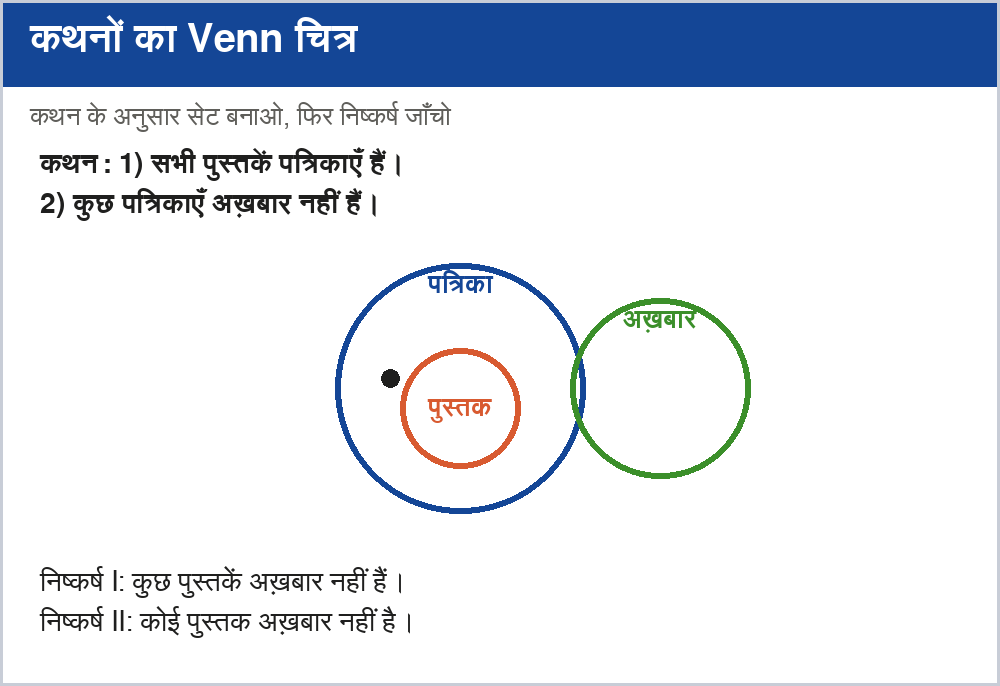 कथनों का Venn चित्र
कथन के अनुसार सेट बनाओ, फिर निष्कर्ष जाँचो
कथन : 1) सभी पुस्तकें पत्रिकाएँ हैं।
2) कुछ पत्रिकाएँ अख़बार नहीं हैं।
पत्रिका
अख़बार
पुस्तक
निष्कर्ष I: कुछ पुस्तकें अख़बार नहीं हैं।
निष्कर्ष II: कोई पुस्तक अख़बार नहीं है।